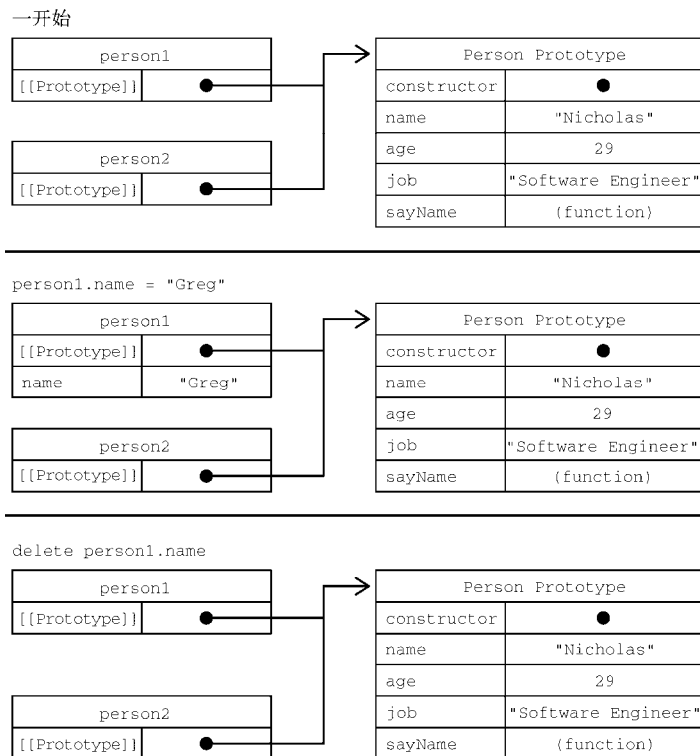 一开始
person1
[[Prototype]]
person2
[[Prototype]]
Person Prototype
constructor
name "Nicholas"
age 29
job "Software Engineer"
sayName (function)
person1.name = "Greg"
person1
[[Prototype]]
name "Greg"
person2
[[Prototype]]
Person Prototype
constructor
name "Nicholas"
age 29
job "Software Engineer"
sayName (function)
delete person1.name
person1
[[Prototype]]
person2
[[Prototype]]
Person Prototype
constructor
name "Nicholas"
age 29
job "Software Engineer"
sayName (function)